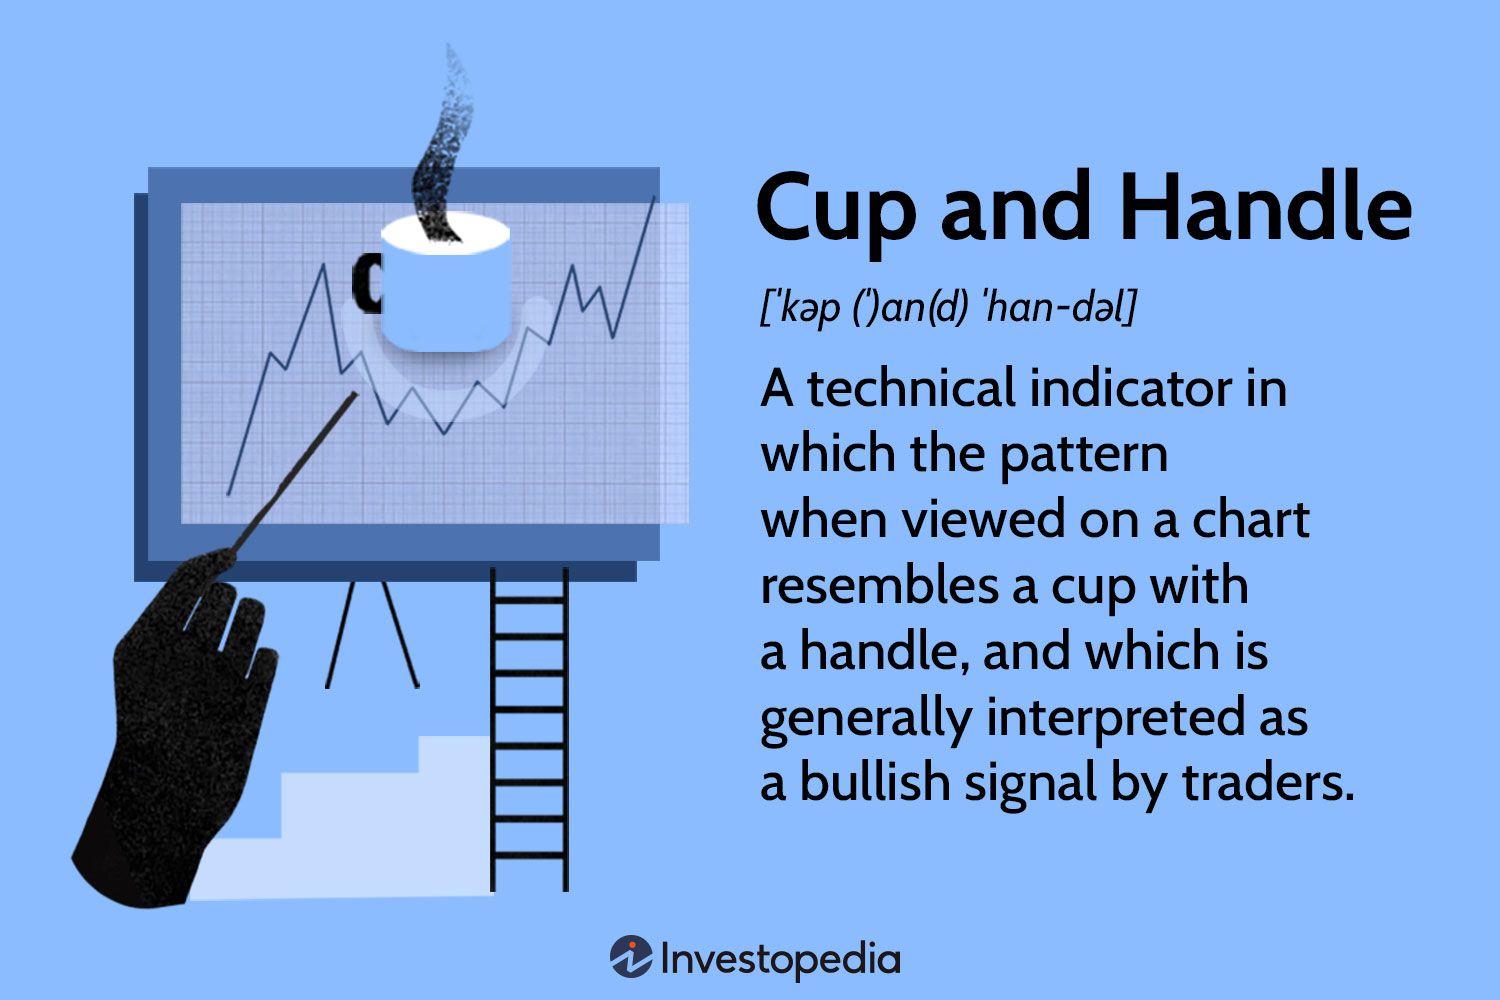 Cup and Handle
[ˈkəp (ˈ)an(d) ˈhan-dəl]
A technical indicator in
which the pattern
when viewed on a chart
resembles a cup with
a handle, and which is
generally interpreted as
a bullish signal by traders.
Investopedia